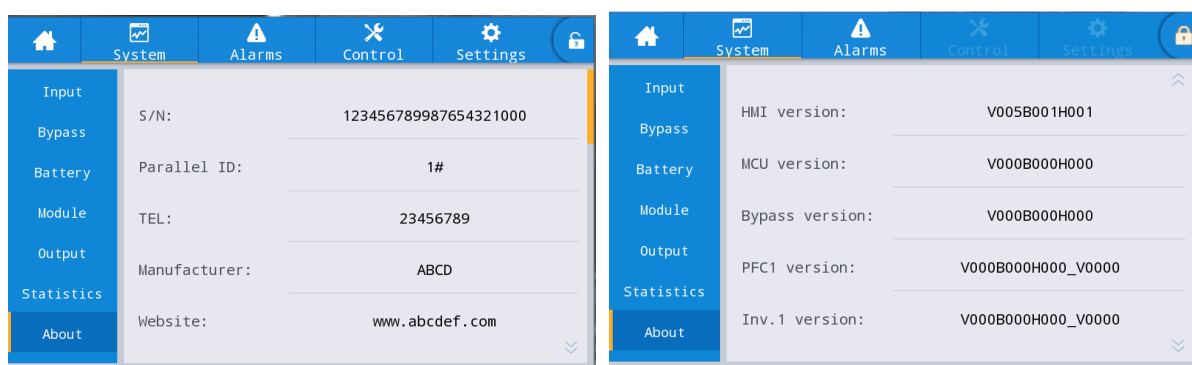 System Alarms Control Settings
Input
Bypass
Battery
Module
Output
Statistics
About
S/N: 123456789987654321000
Parallel ID: 1#
TEL: 23456789
Manufacturer: ABCD
Website: www.abcdef.com
System Alarms Control Settings
Input
Bypass
Battery
Module
Output
Statistics
About
HMI version: V005B001H001
MCU version: V000B000H000
Bypass version: V000B000H000
PFC1 version: V000B000H000_V0000
Inv.1 version: V000B000H000_V0000